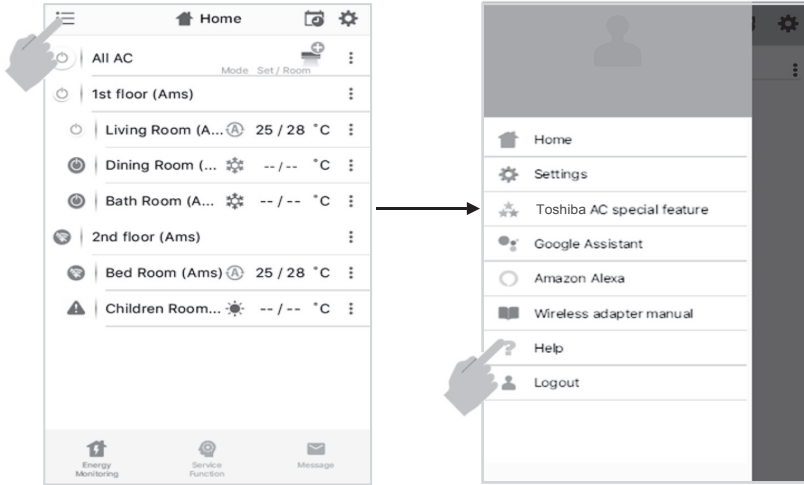 Home
All AC
Mode Set / Room
1st floor (Ams)
Living Room (A... A 25 / 28 °C
Dining Room (... -- / -- °C
Bath Room (A... -- / -- °C
2nd floor (Ams)
Bed Room (Ams) A 25 / 28 °C
Children Room... -- / -- °C
Energy
Monitoring
Service
Function
Message
Home
Settings
Toshiba AC special feature
Google Assistant
Amazon Alexa
Wireless adapter manual
Help
Logout